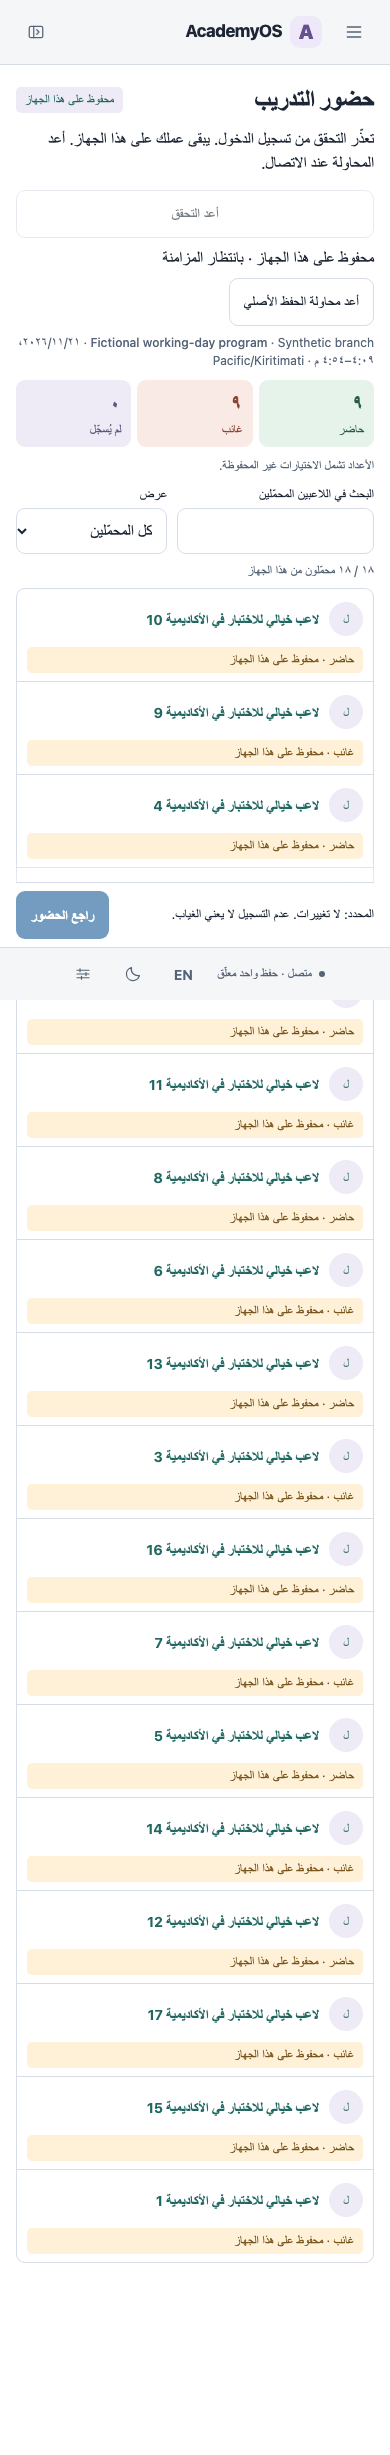 A AcademyOS
حضور التدريب
محفوظ على هذا الجهاز
تعذّر التحقق من تسجيل الدخول. يبقى عملك على هذا الجهاز. أعد
المحاولة عند الاتصال.
أعد التحقق
محفوظ على هذا الجهاز · بانتظار المزامنة
أعد محاولة الحفظ الأصلي
Fictional working-day program · Synthetic branch · ٢٠٢٦/١١/٢١،
٤:٠٩–٤:٥٤ م · Pacific/Kiritimati
٩
حاضر
٩
غائب
٠
لم يُسجّل
الأعداد تشمل الاختيارات غير المحفوظة.
البحث في اللاعبين المحمّلين
عرض
كل المحمّلين
١٨ / ١٨ محمّلون من هذا الجهاز
ل لاعب خيالي للاختبار في الأكاديمية 10
حاضر · محفوظ على هذا الجهاز
ل لاعب خيالي للاختبار في الأكاديمية 9
غائب · محفوظ على هذا الجهاز
ل لاعب خيالي للاختبار في الأكاديمية 4
حاضر · محفوظ على هذا الجهاز
المحدد: لا تغييرات. عدم التسجيل لا يعني الغياب.
راجع الحضور
متصل · حفظ واحد معلّق
EN
حاضر · محفوظ على هذا الجهاز
ل لاعب خيالي للاختبار في الأكاديمية 11
غائب · محفوظ على هذا الجهاز
ل لاعب خيالي للاختبار في الأكاديمية 8
حاضر · محفوظ على هذا الجهاز
ل لاعب خيالي للاختبار في الأكاديمية 6
غائب · محفوظ على هذا الجهاز
ل لاعب خيالي للاختبار في الأكاديمية 13
حاضر · محفوظ على هذا الجهاز
ل لاعب خيالي للاختبار في الأكاديمية 3
غائب · محفوظ على هذا الجهاز
ل لاعب خيالي للاختبار في الأكاديمية 16
حاضر · محفوظ على هذا الجهاز
ل لاعب خيالي للاختبار في الأكاديمية 7
غائب · محفوظ على هذا الجهاز
ل لاعب خيالي للاختبار في الأكاديمية 5
حاضر · محفوظ على هذا الجهاز
ل لاعب خيالي للاختبار في الأكاديمية 14
غائب · محفوظ على هذا الجهاز
ل لاعب خيالي للاختبار في الأكاديمية 12
حاضر · محفوظ على هذا الجهاز
ل لاعب خيالي للاختبار في الأكاديمية 17
غائب · محفوظ على هذا الجهاز
ل لاعب خيالي للاختبار في الأكاديمية 15
حاضر · محفوظ على هذا الجهاز
ل لاعب خيالي للاختبار في الأكاديمية 1
غائب · محفوظ على هذا الجهاز